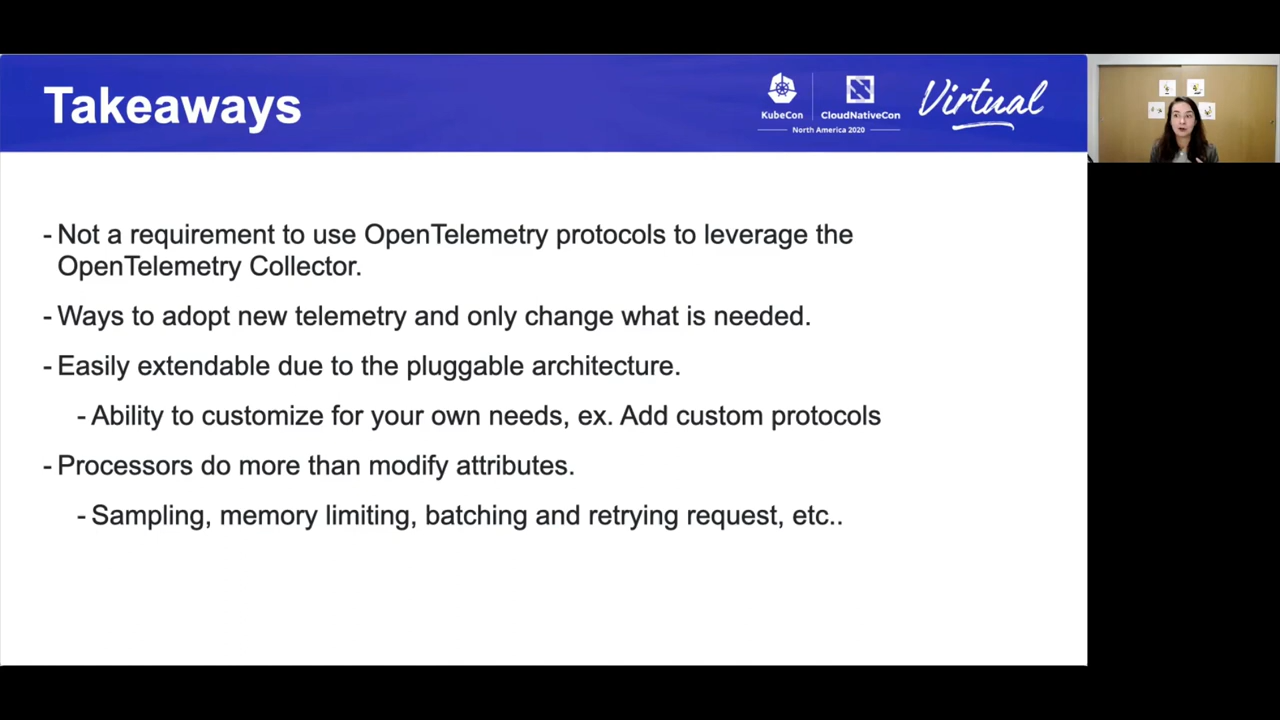 Takeaways
KubeCon
CloudNativeCon
North America 2020
Virtual
- Not a requirement to use OpenTelemetry protocols to leverage the
OpenTelemetry Collector.
- Ways to adopt new telemetry and only change what is needed.
- Easily extendable due to the pluggable architecture.
- Ability to customize for your own needs, ex. Add custom protocols
- Processors do more than modify attributes.
- Sampling, memory limiting, batching and retrying request, etc..